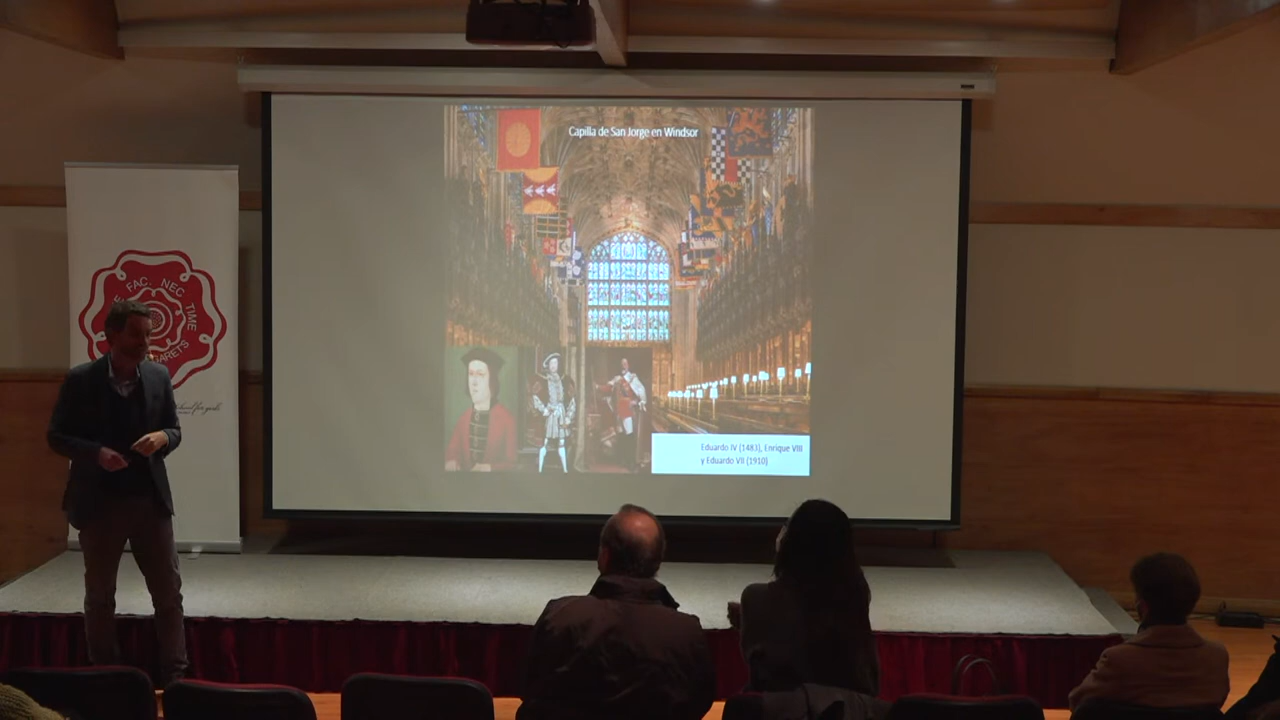 Capilla de San Jorge en Windsor
FAC. NEC TIME
Eduardo IV (1483), Enrique VIII
y Eduardo VII (1910)